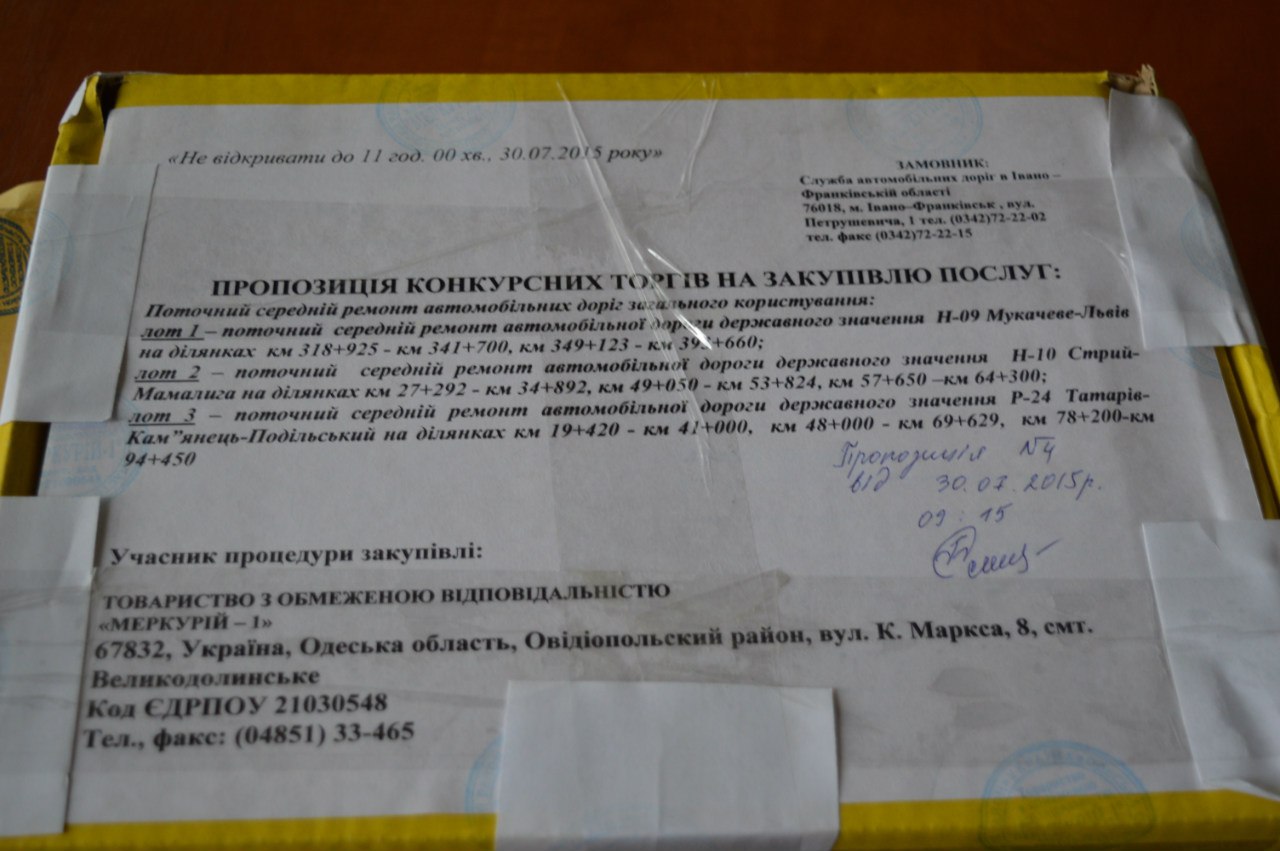 «Не відкривати до 11 год. 00 хв., 30.07.2015 року»
ЗАМОВНИК:
Служба автомобільних доріг в Івано –
Франківській області
76018, м. Івано–Франківськ , вул.
Петрушевича, 1 тел. (0342)72-22-02
тел. факс (0342)72-22-15
ПРОПОЗИЦІЯ КОНКУРСНИХ ТОРГІВ НА ЗАКУПІВЛЮ ПОСЛУГ:
Поточний середній ремонт автомобільних доріг загального користування:
лот 1 – поточний середній ремонт автомобільної дороги державного значення Н-09 Мукачеве-Львів
на ділянках км 318+925 - км 341+700, км 349+123 - км
лот 2 – поточний середній ремонт автомобільної дороги державного значення Н-10 Стрий-
Мамалига на ділянках км 27+292 - км 34+892, км 49+050 - км 53+824, км 57+650 –км 64+300;
лот 3 – поточний середній ремонт автомобільної дороги державного значення Р-24 Татарів-
Кам”янець-Подільський на ділянках км 19+420 - км 41+000, км 48+000 - км 69+629, км 78+200-км
94+450
Пропозиція №4
від 30.07.2015р.
09:15
Учасник процедури закупівлі:
ТОВАРИСТВО З ОБМЕЖЕНОЮ ВІДПОВІДАЛЬНІСТЮ
«МЕРКУРІЙ – 1»
67832, Україна, Одеська область, Овідіопольский район, вул. К. Маркса, 8, смт.
Великодолинське
Код ЄДРПОУ 21030548
Тел., факс: (04851) 33-465